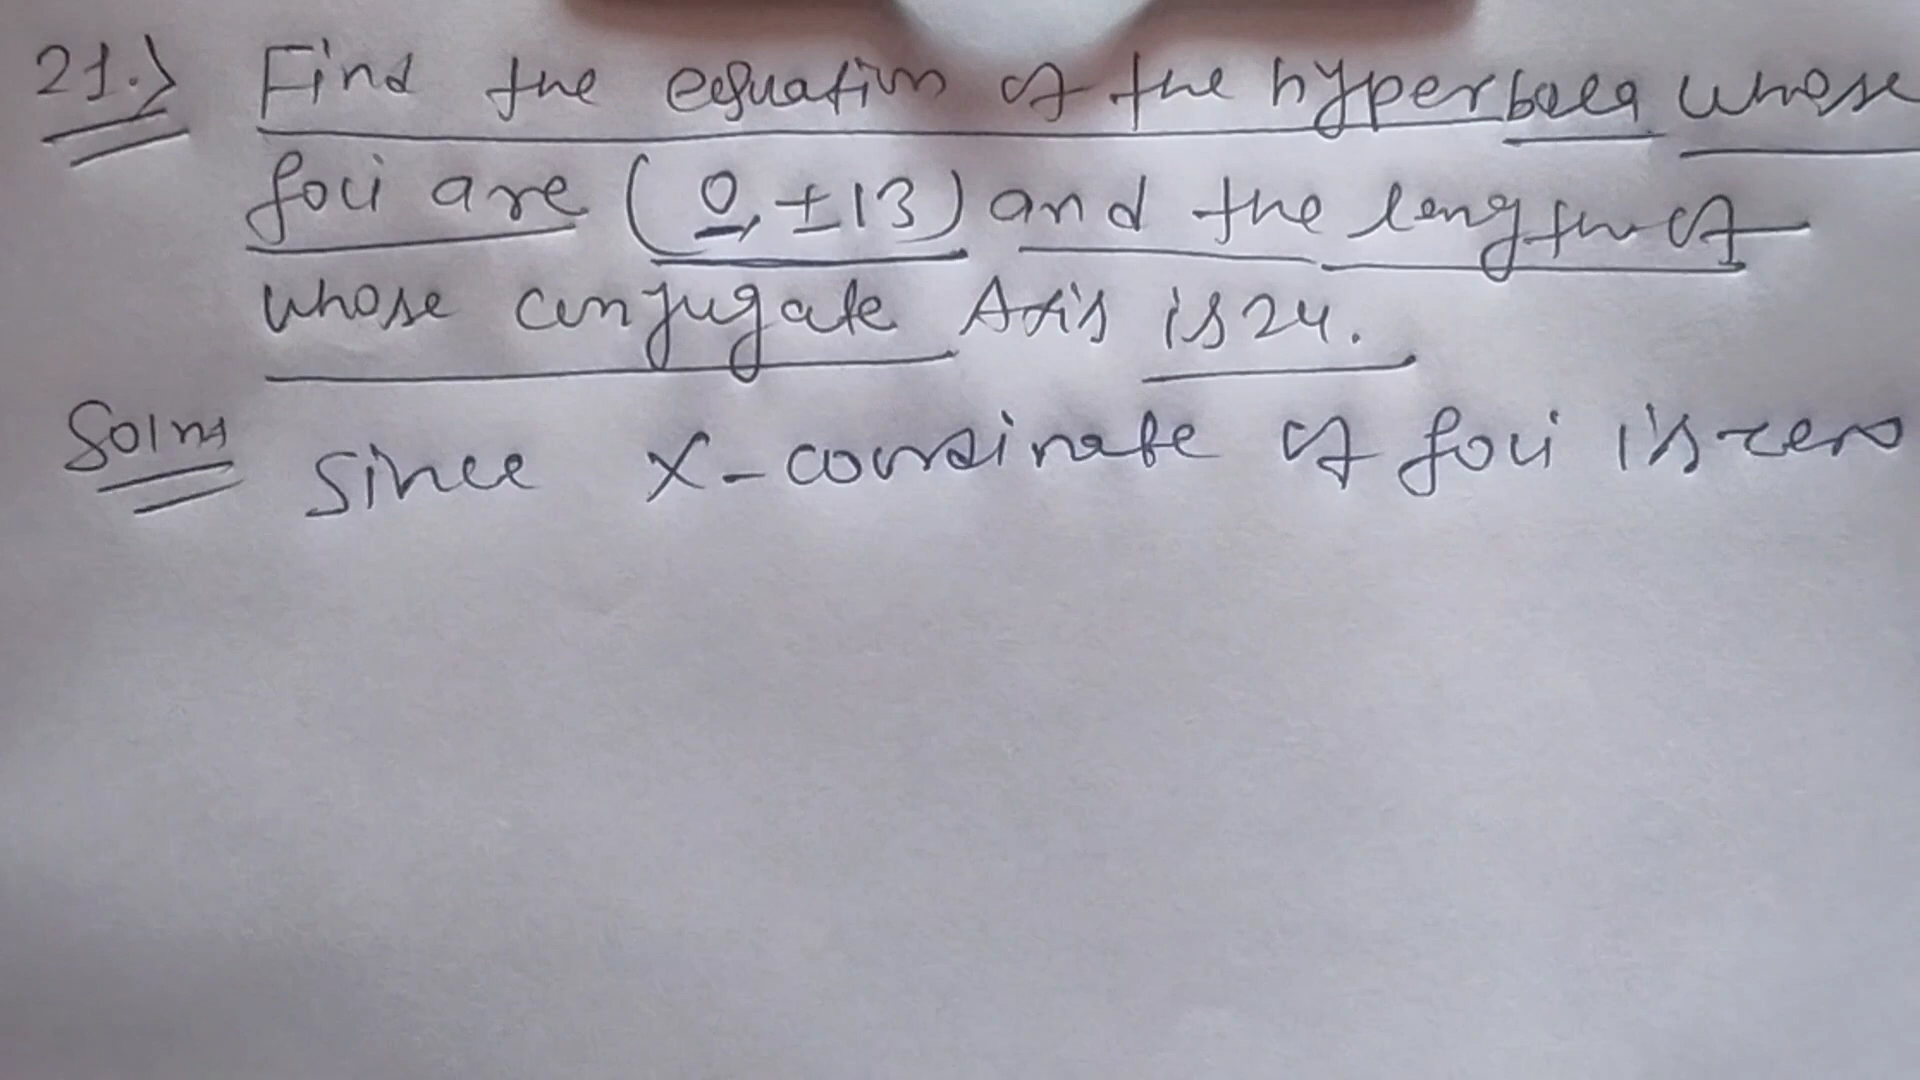 21.> Find the equation of the hyperbola whose
foci are (0, ±13) and the length of
whose conjugate Axis is 24.
Soln> Since X-coordinate of foci is zero